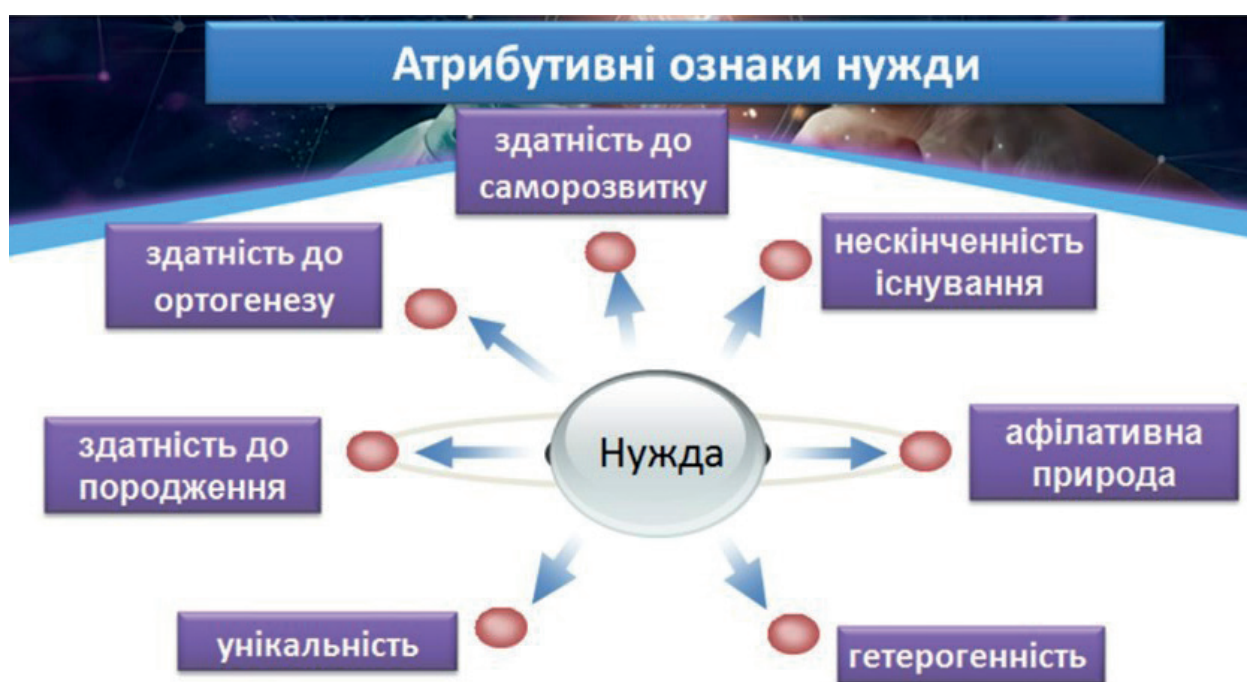 Атрибутивні ознаки нужди
здатність до
саморозвитку
здатність до
ортогенезу
нескінченність
існування
здатність до
породження
Нужда
афілативна
природа
унікальність
гетерогенність